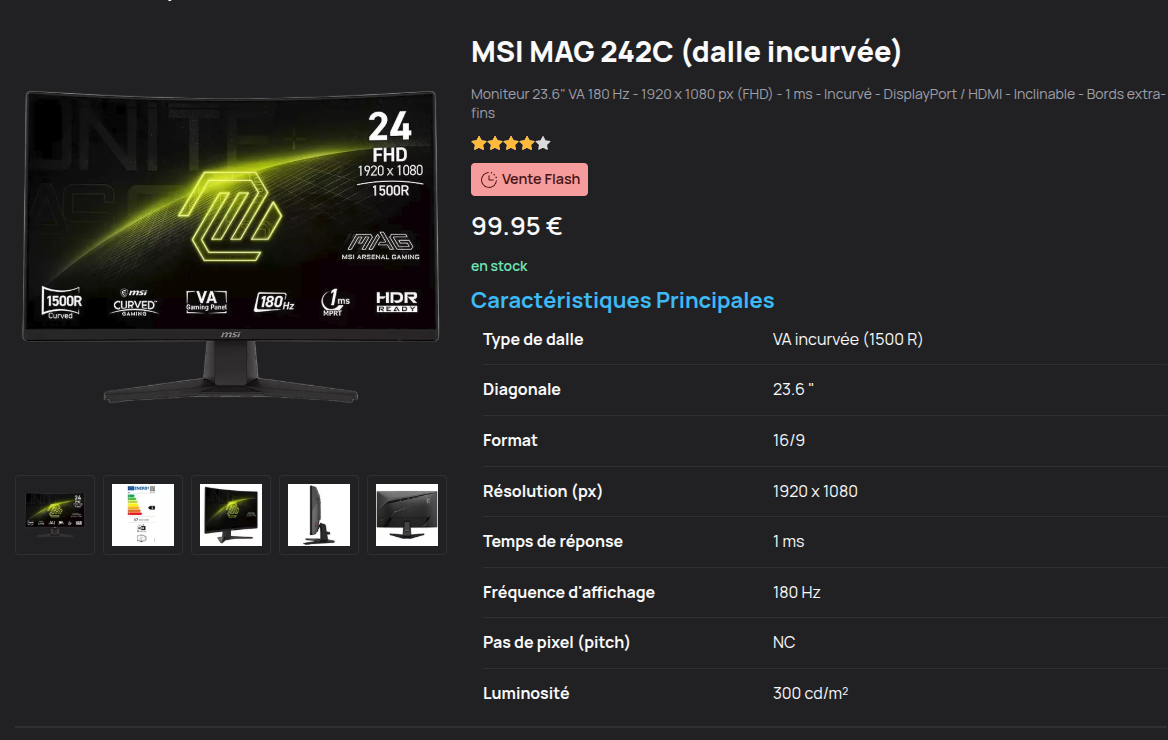 MSI MAG 242C (dalle incurvée)
Moniteur 23.6" VA 180 Hz - 1920 x 1080 px (FHD) - 1 ms - Incurvé - DisplayPort / HDMI - Inclinable - Bords extra-
fins
Vente Flash
99.95 €
en stock
Caractéristiques Principales
Type de dalle VA incurvée (1500 R)
Diagonale 23.6 "
Format 16/9
Résolution (px) 1920 x 1080
Temps de réponse 1 ms
Fréquence d'affichage 180 Hz
Pas de pixel (pitch) NC
Luminosité 300 cd/m²
24
FHD
1920 x 1080
1500R
MAG
MSI ARSENAL GAMING
1500R Curved
msi CURVED GAMING
VA Gaming Panel
180Hz
1ms MPRT
HDR READY
msi